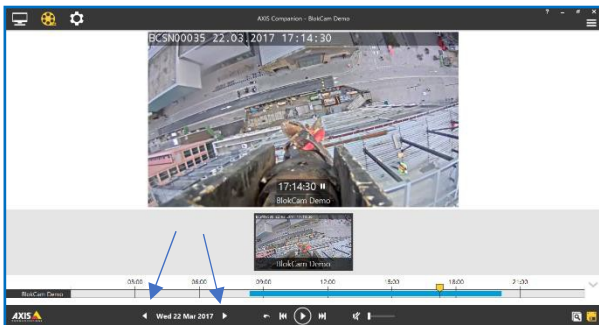 AXIS Companion - BlokCam Demo
BCSN00035 22.03.2017 17:14:30
17:14:30
BlokCam Demo
BlokCam Demo
03:00 06:00 09:00 12:00 15:00 18:00 21:00
BlokCam Demo
AXIS Wed 22 Mar 2017